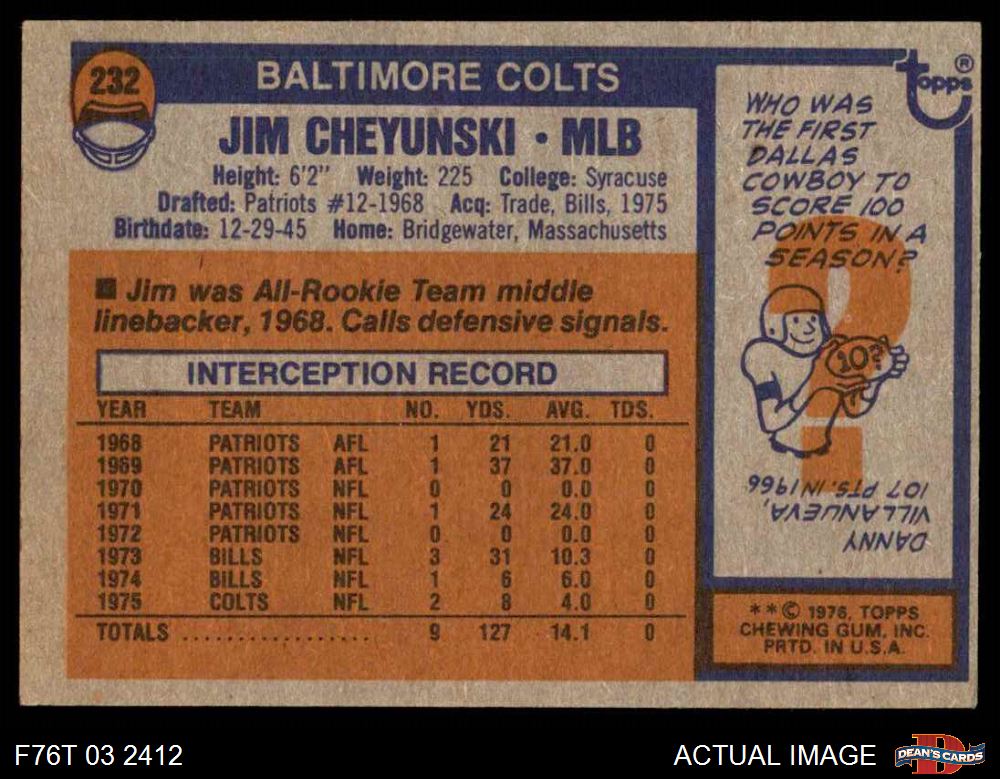 232
BALTIMORE COLTS
JIM CHEYUNSKI • MLB
Height: 6'2" Weight: 225 College: Syracuse
Drafted: Patriots #12-1968 Acq: Trade, Bills, 1975
Birthdate: 12-29-45 Home: Bridgewater, Massachusetts
■ Jim was All-Rookie Team middle
linebacker, 1968. Calls defensive signals.
INTERCEPTION RECORD
YEAR TEAM NO. YDS. AVG. TDS.
1968 PATRIOTS AFL 1 21 21.0 0
1969 PATRIOTS AFL 1 37 37.0 0
1970 PATRIOTS NFL 0 0 0.0 0
1971 PATRIOTS NFL 1 24 24.0 0
1972 PATRIOTS NFL 0 0 0.0 0
1973 BILLS NFL 3 31 10.3 0
1974 BILLS NFL 1 6 6.0 0
1975 COLTS NFL 2 8 4.0 0
TOTALS .................. 9 127 14.1 0
Topps®
WHO WAS
THE FIRST
DALLAS
COWBOY TO
SCORE 100
POINTS IN A
SEASON?
?
10?
DANNY
VILLANUEVA,
107 PTS. IN 1966
**© 1976, TOPPS
CHEWING GUM, INC.
PRTD. IN U.S.A.
F76T 03 2412
ACTUAL IMAGE
D
DEAN'S CARDS